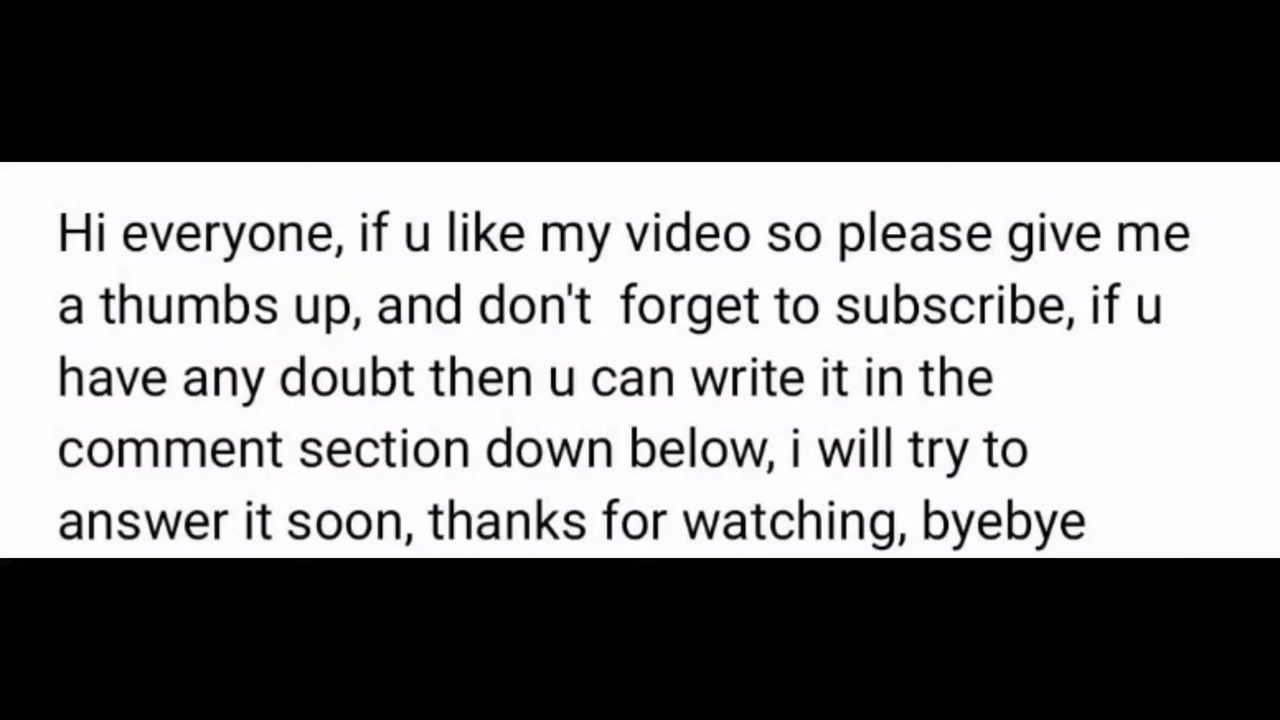 Hi everyone, if u like my video so please give me
a thumbs up, and don't  forget to subscribe, if u
have any doubt then u can write it in the
comment section down below, i will try to
answer it soon, thanks for watching, byebye